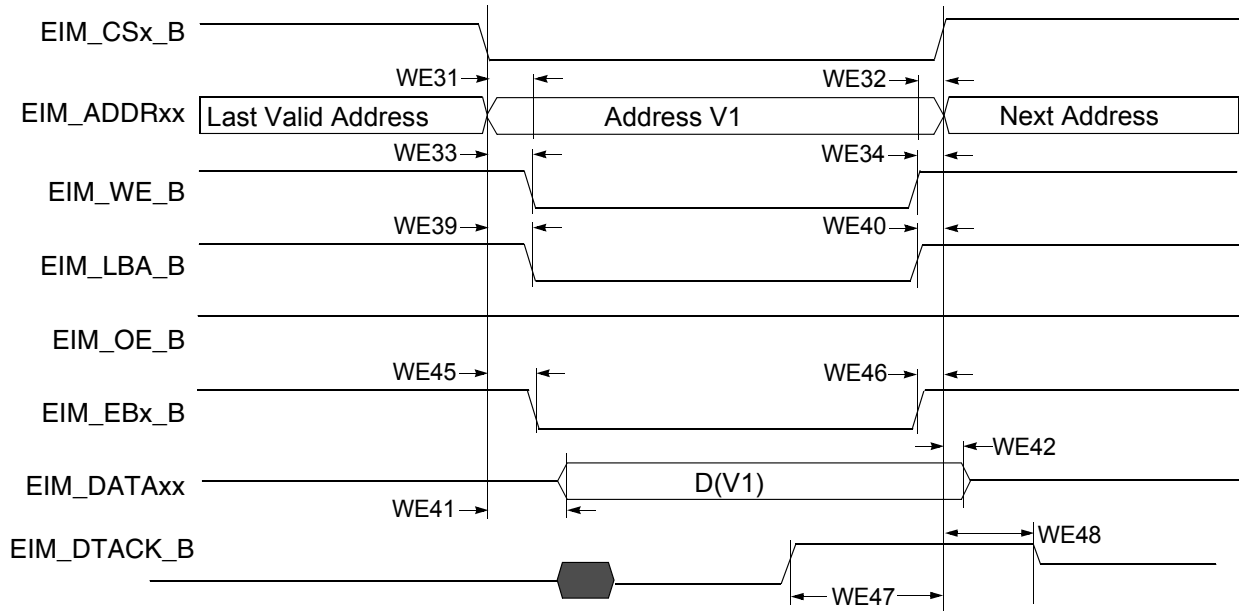 EIM_CSx_B
WE31
WE32
EIM_ADDRxx
Last Valid Address
Address V1
Next Address
WE33
WE34
EIM_WE_B
WE39
WE40
EIM_LBA_B
EIM_OE_B
WE45
WE46
EIM_EBx_B
WE42
EIM_DATAxx
D(V1)
WE41
EIM_DTACK_B
WE48
WE47